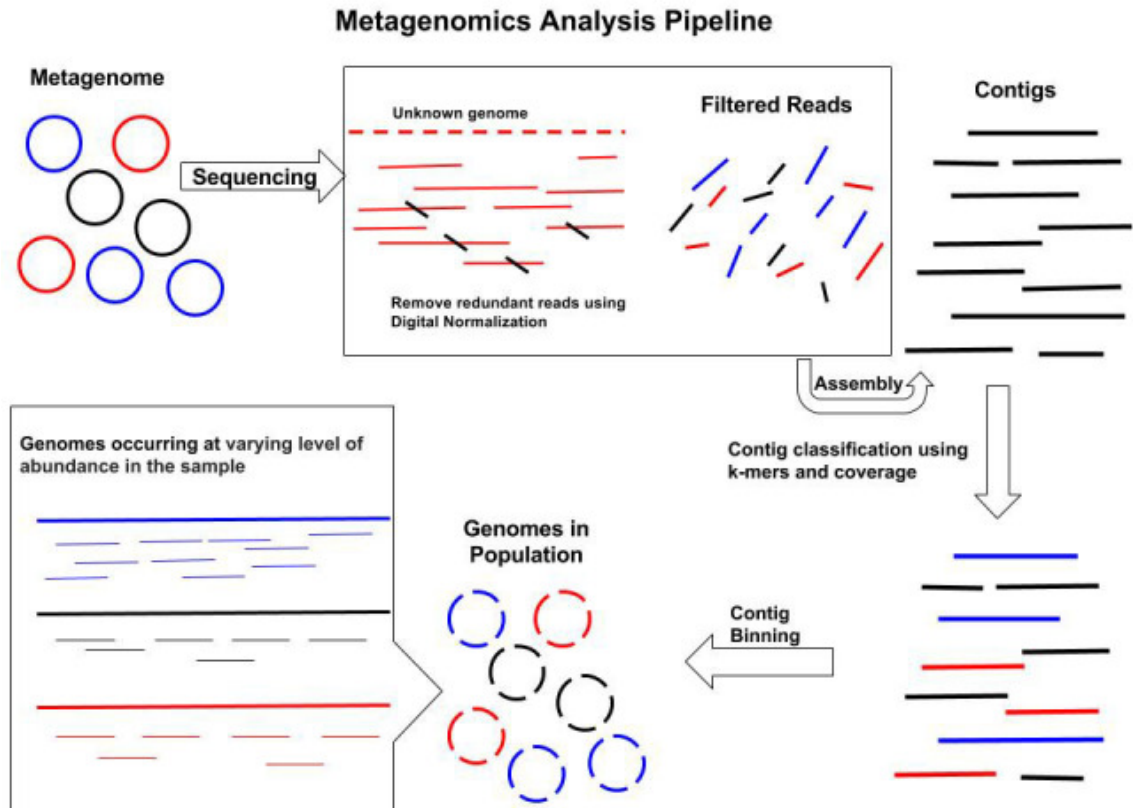 Metagenomics Analysis Pipeline
Metagenome
Sequencing
Unknown genome
Remove redundant reads using
Digital Normalization
Filtered Reads
Contigs
Assembly
Contig classification using
k-mers and coverage
Contig
Binning
Genomes in
Population
Genomes occurring at varying level of
abundance in the sample